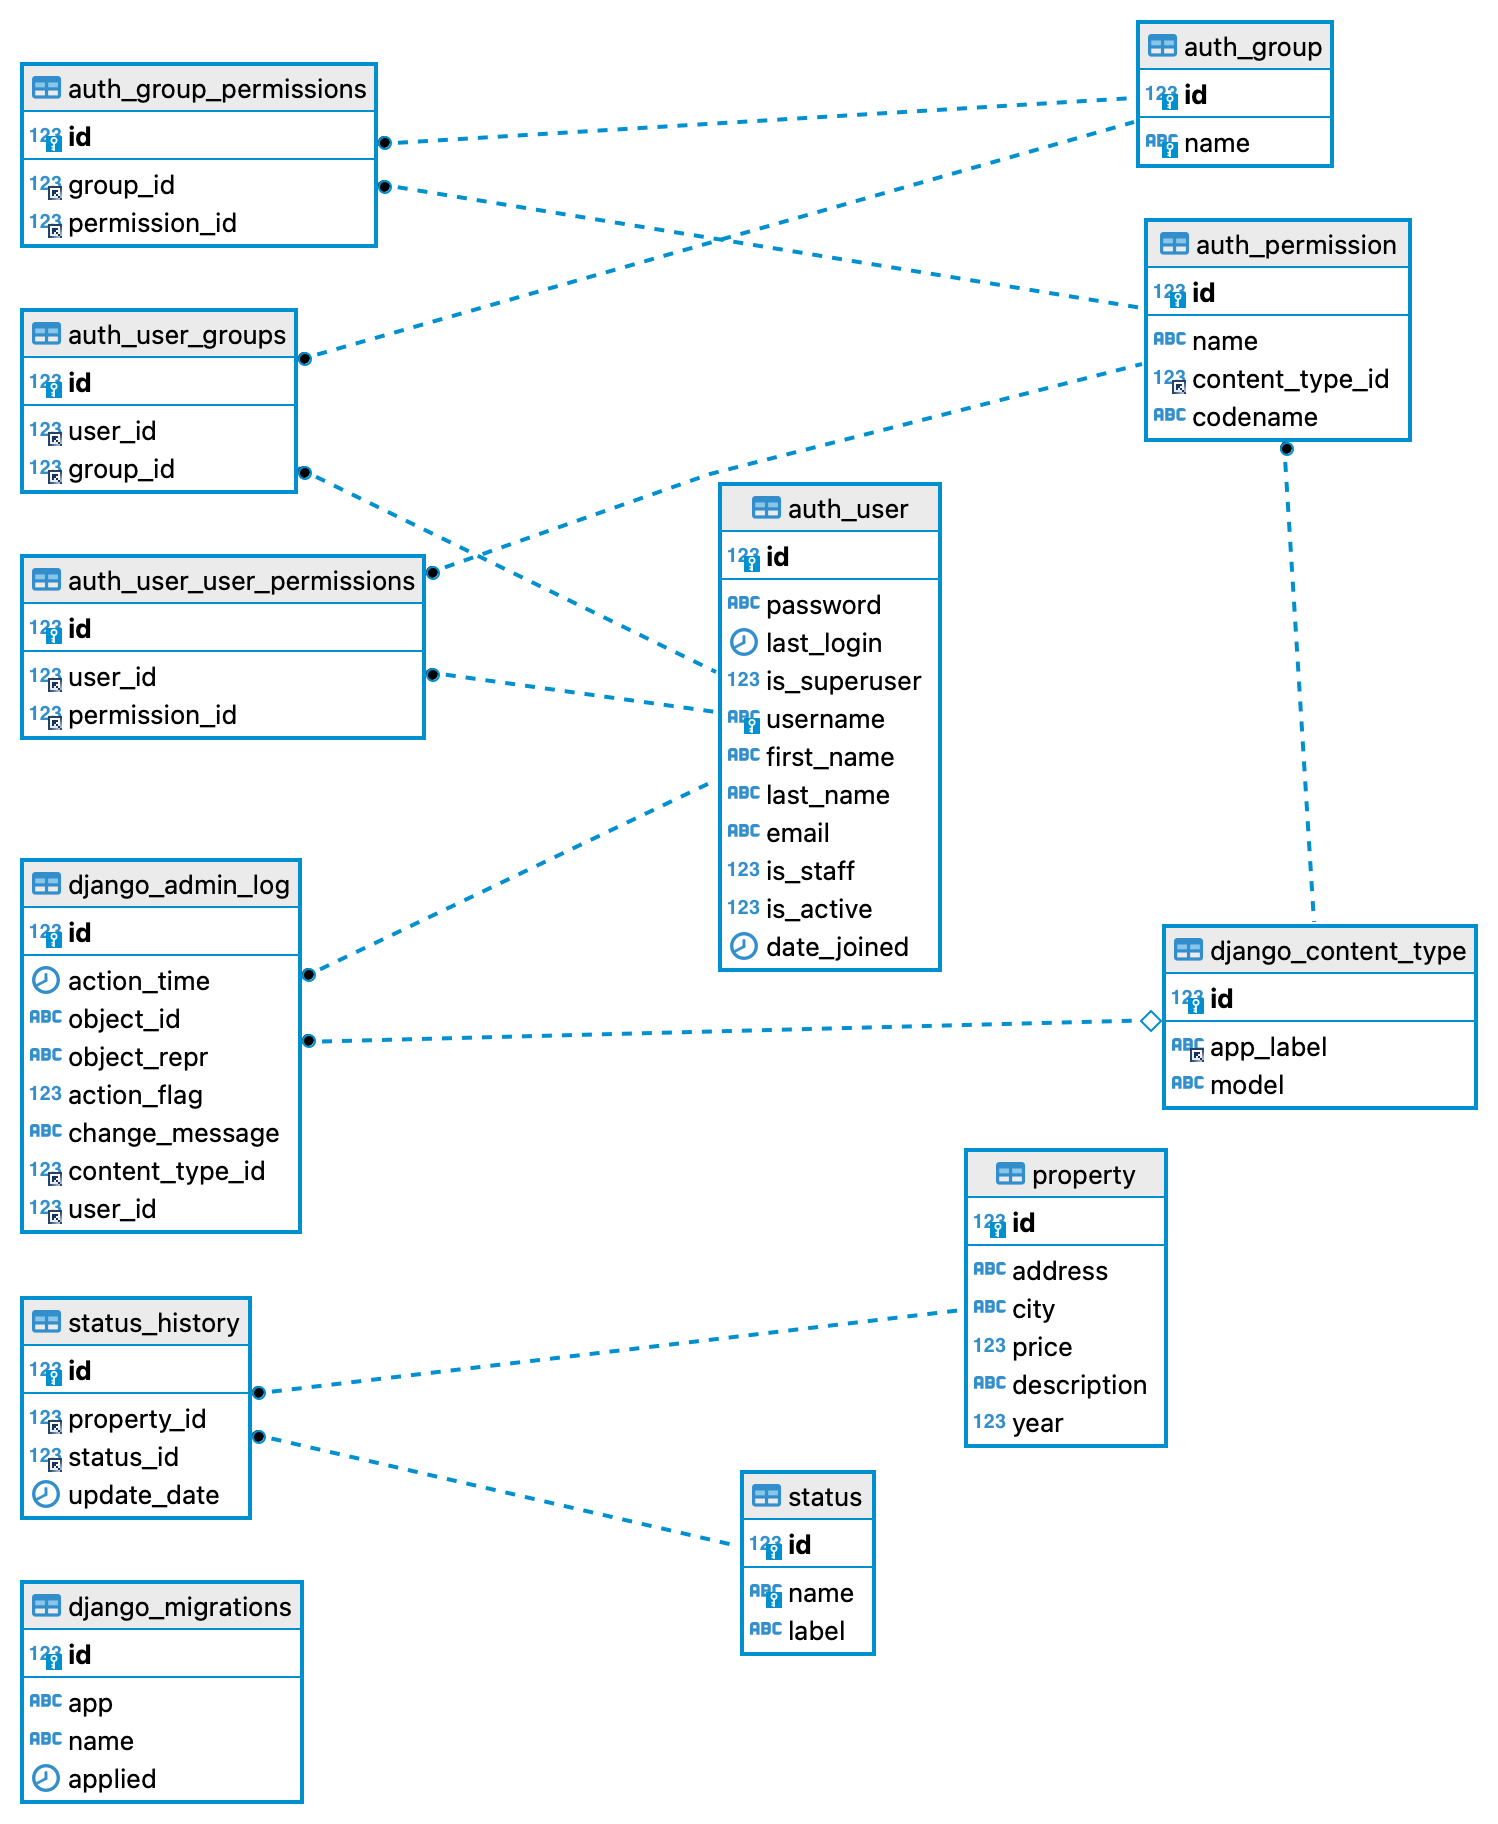 auth_group_permissions
123 id
123 group_id
123 permission_id
auth_group
123 id
ABC name
auth_permission
123 id
ABC name
123 content_type_id
ABC codename
auth_user_groups
123 id
123 user_id
123 group_id
auth_user
123 id
ABC password
last_login
123 is_superuser
ABC username
ABC first_name
ABC last_name
ABC email
123 is_staff
123 is_active
date_joined
auth_user_user_permissions
123 id
123 user_id
123 permission_id
django_admin_log
123 id
action_time
ABC object_id
ABC object_repr
123 action_flag
ABC change_message
123 content_type_id
123 user_id
django_content_type
123 id
ABC app_label
ABC model
property
123 id
ABC address
ABC city
123 price
ABC description
123 year
status_history
123 id
123 property_id
123 status_id
update_date
status
123 id
ABC name
ABC label
django_migrations
123 id
ABC app
ABC name
applied